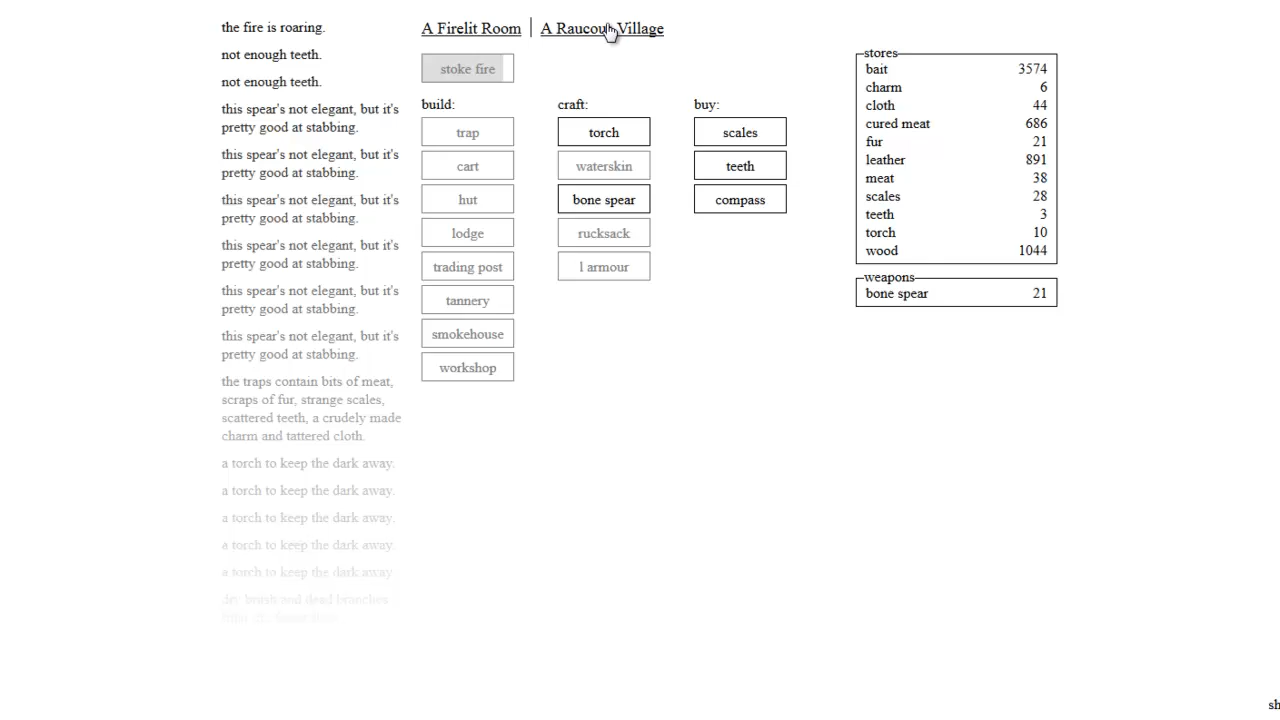 the fire is roaring.
not enough teeth.
not enough teeth.
this spear's not elegant, but it's
pretty good at stabbing.
this spear's not elegant, but it's
pretty good at stabbing.
this spear's not elegant, but it's
pretty good at stabbing.
this spear's not elegant, but it's
pretty good at stabbing.
this spear's not elegant, but it's
pretty good at stabbing.
this spear's not elegant, but it's
pretty good at stabbing.
the traps contain bits of meat,
scraps of fur, strange scales,
scattered teeth, a crudely made
charm and tattered cloth.
a torch to keep the dark away.
a torch to keep the dark away.
a torch to keep the dark away.
a torch to keep the dark away.
a torch to keep the dark away.
dry brush and dead branches
A Firelit Room | A Raucous Village
stoke fire
build:
trap
cart
hut
lodge
trading post
tannery
smokehouse
workshop
craft:
torch
waterskin
bone spear
rucksack
l armour
buy:
scales
teeth
compass
stores
bait 3574
charm 6
cloth 44
cured meat 686
fur 21
leather 891
meat 38
scales 28
teeth 3
torch 10
wood 1044
weapons
bone spear 21
sh